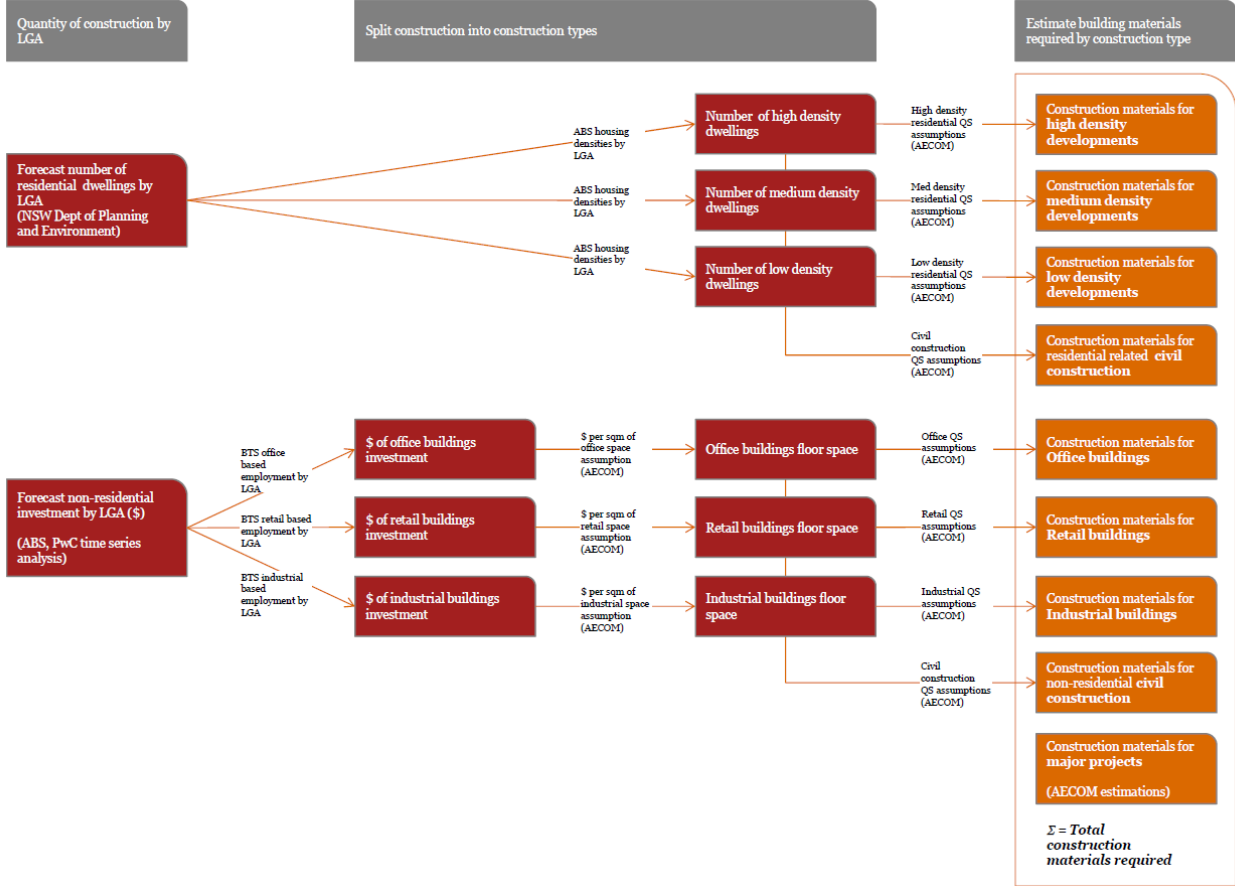 Quantity of construction by
LGA
Split construction into construction types
Estimate building materials
required by construction type
Forecast number of
residential dwellings by
LGA
(NSW Dept of Planning
and Environment)
ABS housing
densities by
LGA
ABS housing
densities by
LGA
ABS housing
densities by
LGA
Number of high density
dwellings
Number of medium density
dwellings
Number of low density
dwellings
High density
residential QS
assumptions
(AECOM)
Med density
residential QS
assumptions
(AECOM)
Low density
residential QS
assumptions
(AECOM)
Civil
construction
QS assumptions
(AECOM)
Construction materials for
high density
developments
Construction materials for
medium density
developments
Construction materials for
low density
developments
Construction materials for
residential related civil
construction
Forecast non-residential
investment by LGA ($)
(ABS, PwC time series
analysis)
BTS office
based
employment by
LGA
BTS retail based
employment by
LGA
BTS industrial
based
employment by
LGA
$ of office buildings
investment
$ of retail buildings
investment
$ of industrial buildings
investment
$ per sqm of
office space
assumption
(AECOM)
$ per sqm of
retail space
assumption
(AECOM)
$ per sqm of
industrial space
assumption
(AECOM)
Office buildings floor space
Retail buildings floor space
Industrial buildings floor
space
Office QS
assumptions
(AECOM)
Retail QS
assumptions
(AECOM)
Industrial QS
assumptions
(AECOM)
Civil
construction
QS assumptions
(AECOM)
Construction materials for
Office buildings
Construction materials for
Retail buildings
Construction materials for
Industrial buildings
Construction materials for
non-residential civil
construction
Construction materials for
major projects
(AECOM estimations)
Σ = Total
construction
materials required